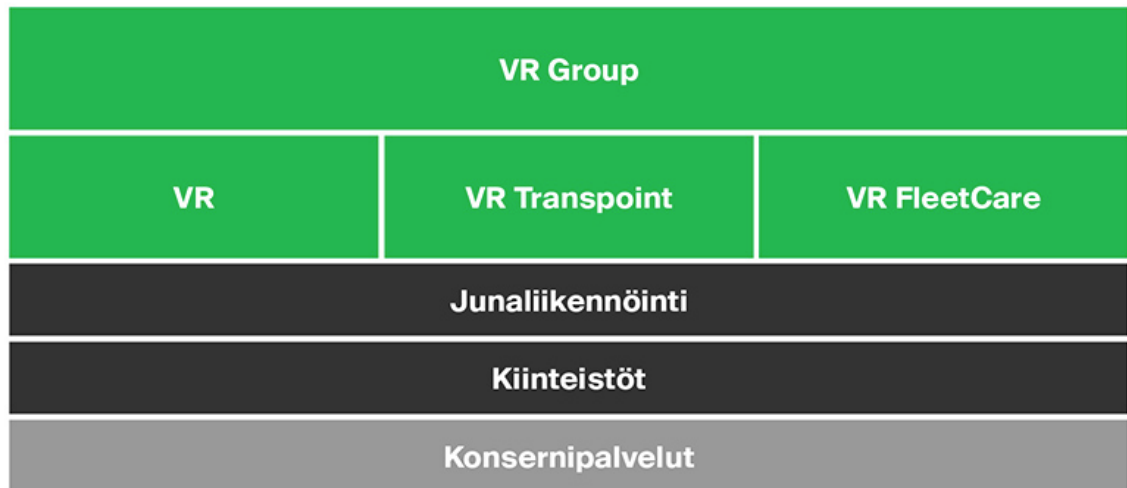 VR Group
VR
VR Transpoint
VR FleetCare
Junaliikennöinti
Kiinteistöt
Konsernipalvelut